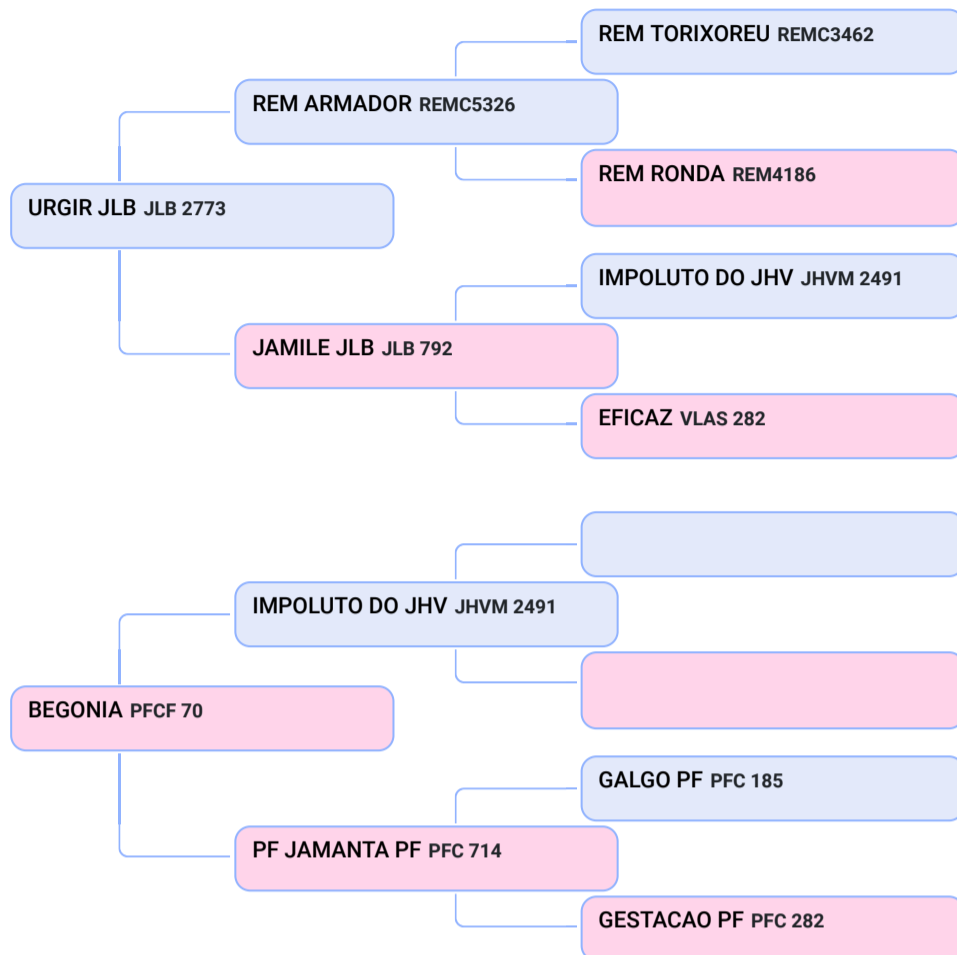 REM TORIXOREU REMC3462
REM ARMADOR REMC5326
REM RONDA REM4186
URGIR JLB JLB 2773
IMPOLUTO DO JHV JHVM 2491
JAMILE JLB JLB 792
EFICAZ VLAS 282
IMPOLUTO DO JHV JHVM 2491
BEGONIA PFCF 70
GALGO PF PFC 185
PF JAMANTA PF PFC 714
GESTACAO PF PFC 282